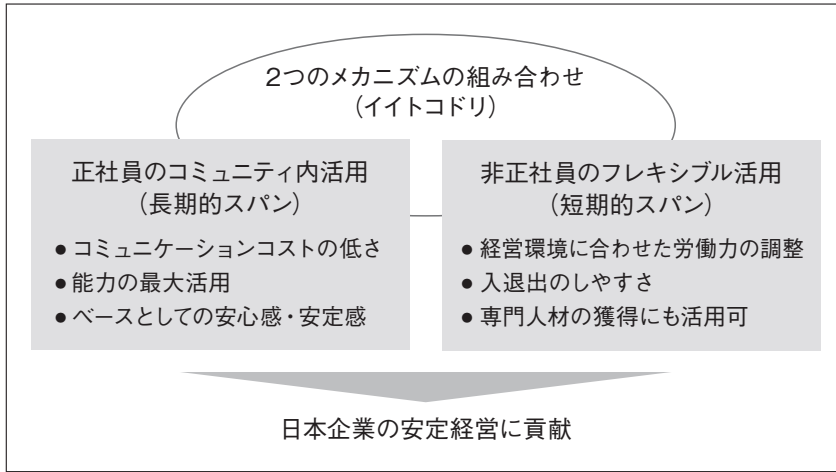 2つのメカニズムの組み合わせ
(イイトコドリ)
正社員のコミュニティ内活用
(長期的スパン)
● コミュニケーションコストの低さ
● 能力の最大活用
● ベースとしての安心感・安定感
非正社員のフレキシブル活用
(短期的スパン)
● 経営環境に合わせた労働力の調整
● 入退出のしやすさ
● 専門人材の獲得にも活用可
日本企業の安定経営に貢献